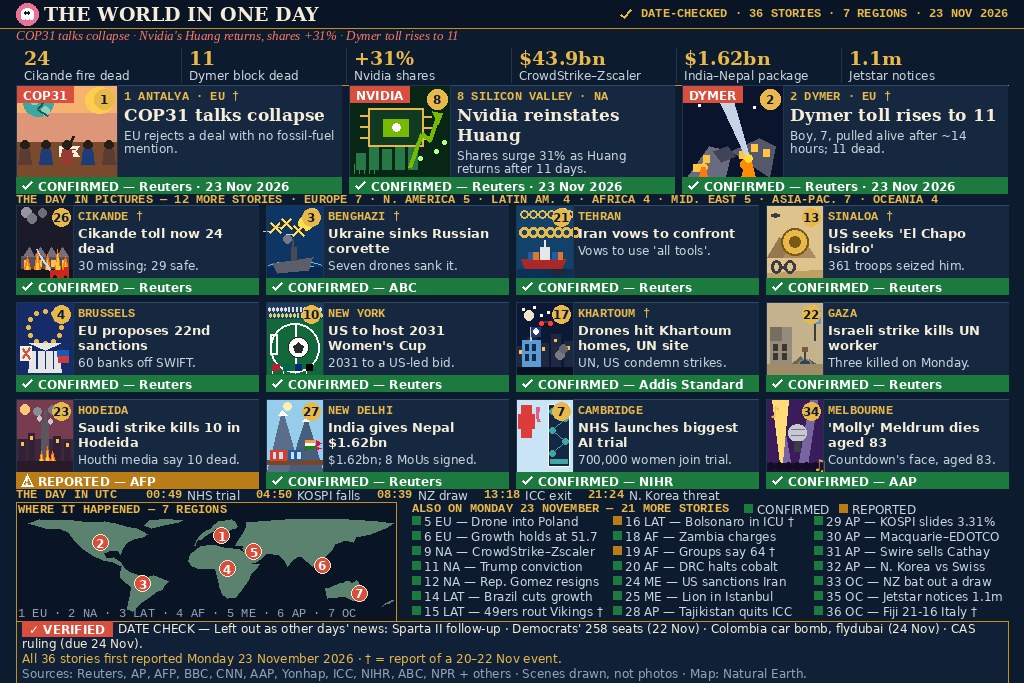 THE WORLD IN ONE DAY
✓ DATE-CHECKED · 36 STORIES · 7 REGIONS · 23 NOV 2026
COP31 talks collapse · Nvidia's Huang returns, shares +31% · Dymer toll rises to 11
24
Cikande fire dead
11
Dymer block dead
+31%
Nvidia shares
$43.9bn
CrowdStrike–Zscaler
$1.62bn
India–Nepal package
1.1m
Jetstar notices
COP31
1
1 ANTALYA · EU †
COP31 talks collapse
EU rejects a deal with no fossil-fuel
mention.
✓ CONFIRMED — Reuters · 23 Nov 2026
NVIDIA
8
8 SILICON VALLEY · NA
Nvidia reinstates
Huang
Shares surge 31% as Huang
returns after 11 days.
✓ CONFIRMED — Reuters · 23 Nov 2026
DYMER
2
2 DYMER · EU †
Dymer toll rises to 11
Boy, 7, pulled alive after ~14
hours; 11 dead.
✓ CONFIRMED — Reuters · 23 Nov 2026
THE DAY IN PICTURES — 12 MORE STORIES · EUROPE 7 · N. AMERICA 5 · LATIN AM. 4 · AFRICA 4 · MID. EAST 5 · ASIA-PAC. 7 · OCEANIA 4
26
CIKANDE †
Cikande toll now 24
dead
30 missing; 29 safe.
✓ CONFIRMED — Reuters
3
BENGHAZI †
Ukraine sinks Russian
corvette
Seven drones sank it.
✓ CONFIRMED — ABC
21
TEHRAN
Iran vows to confront
Vows to use 'all tools'.
✓ CONFIRMED — Reuters
13
SINALOA †
US seeks 'El Chapo
Isidro'
361 troops seized him.
✓ CONFIRMED — Reuters
4
BRUSSELS
EU proposes 22nd
sanctions
60 banks off SWIFT.
✓ CONFIRMED — Reuters
10
NEW YORK
US to host 2031
Women's Cup
2031 to a US-led bid.
✓ CONFIRMED — Reuters
17
KHARTOUM †
Drones hit Khartoum
homes, UN site
UN, US condemn strikes.
✓ CONFIRMED — Addis Standard
22
GAZA
Israeli strike kills UN
worker
Three killed on Monday.
✓ CONFIRMED — Reuters
23
HODEIDA
Saudi strike kills 10 in
Hodeida
Houthi media say 10 dead.
⚠ REPORTED — AFP
27
NEW DELHI
India gives Nepal
$1.62bn
$1.62bn; 8 MoUs signed.
✓ CONFIRMED — Reuters
7
CAMBRIDGE
NHS launches biggest
AI trial
700,000 women join trial.
✓ CONFIRMED — NIHR
34
MELBOURNE
'Molly' Meldrum dies
aged 83
Countdown's face, aged 83.
✓ CONFIRMED — AAP
THE DAY IN UTC 00:49 NHS trial 04:50 KOSPI falls 08:39 NZ draw 13:18 ICC exit 21:24 N. Korea threat
WHERE IT HAPPENED — 7 REGIONS
1
2
3
4
5
6
7
1 EU · 2 NA · 3 LAT · 4 AF · 5 ME · 6 AP · 7 OC
ALSO ON MONDAY 23 NOVEMBER — 21 MORE STORIES CONFIRMED REPORTED
5 EU — Drone into Poland
6 EU — Growth holds at 51.7
9 NA — CrowdStrike–Zscaler
11 NA — Trump conviction
12 NA — Rep. Gomez resigns
14 LAT — Brazil cuts growth
15 LAT — 49ers rout Vikings †
16 LAT — Bolsonaro in ICU †
18 AF — Zambia charges
19 AF — Groups say 64 †
20 AF — DRC halts cobalt
24 ME — US sanctions Iran
25 ME — Lion in Istanbul
28 AP — Tajikistan quits ICC
29 AP — KOSPI slides 3.31%
30 AP — Macquarie–EDOTCO
31 AP — Swire sells Cathay
32 AP — N. Korea vs Swiss
33 OC — NZ bat out a draw
35 OC — Jetstar notices 1.1m
36 OC — Fiji 21-16 Italy †
✓ VERIFIED DATE CHECK — Left out as other days' news: Sparta II follow-up · Democrats' 258 seats (22 Nov) · Colombia car bomb, flydubai (24 Nov) · CAS
ruling (due 24 Nov).
All 36 stories first reported Monday 23 November 2026 · † = report of a 20–22 Nov event.
Sources: Reuters, AP, AFP, BBC, CNN, AAP, Yonhap, ICC, NIHR, ABC, NPR + others · Scenes drawn, not photos · Map: Natural Earth.